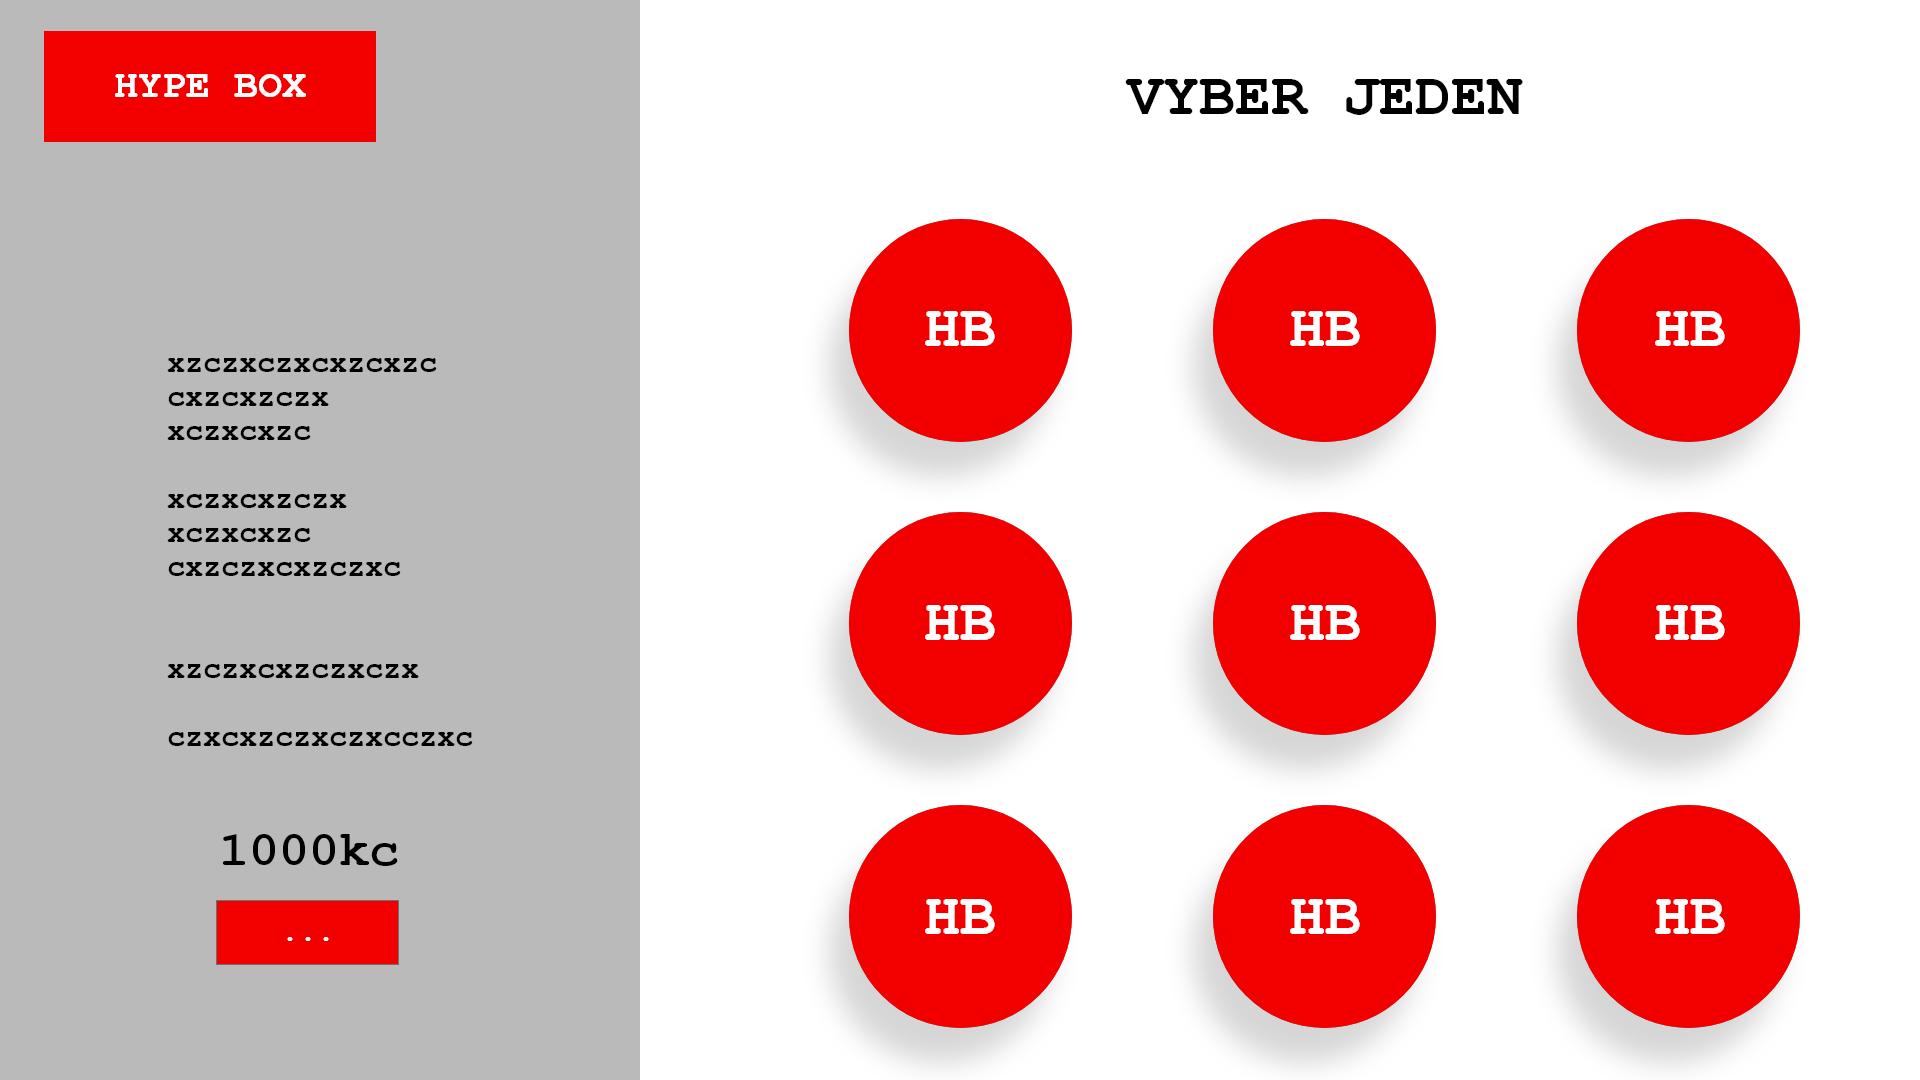 HYPE BOX
xzczxczxcxzcxzc
cxzcxzczx
xczxcxzc
xczxcxzczx
xczxcxzc
cxzczxcxzczxc
xzczxcxzczxczx
czxcxzczxczxcczxc
1000kc
...
VYBER JEDEN
HB HB HB
HB HB HB
HB HB HB